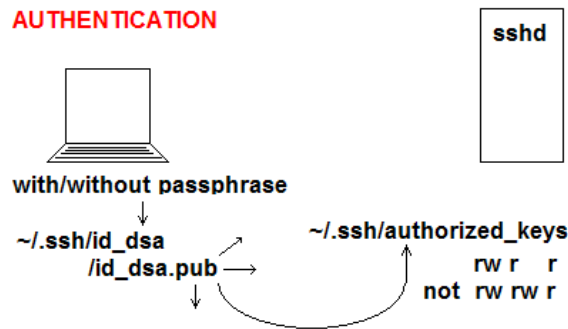 AUTHENTICATION
sshd
with/without passphrase
~/.ssh/id_dsa
/id_dsa.pub
~/.ssh/authorized_keys
rw r r
not rw rw r